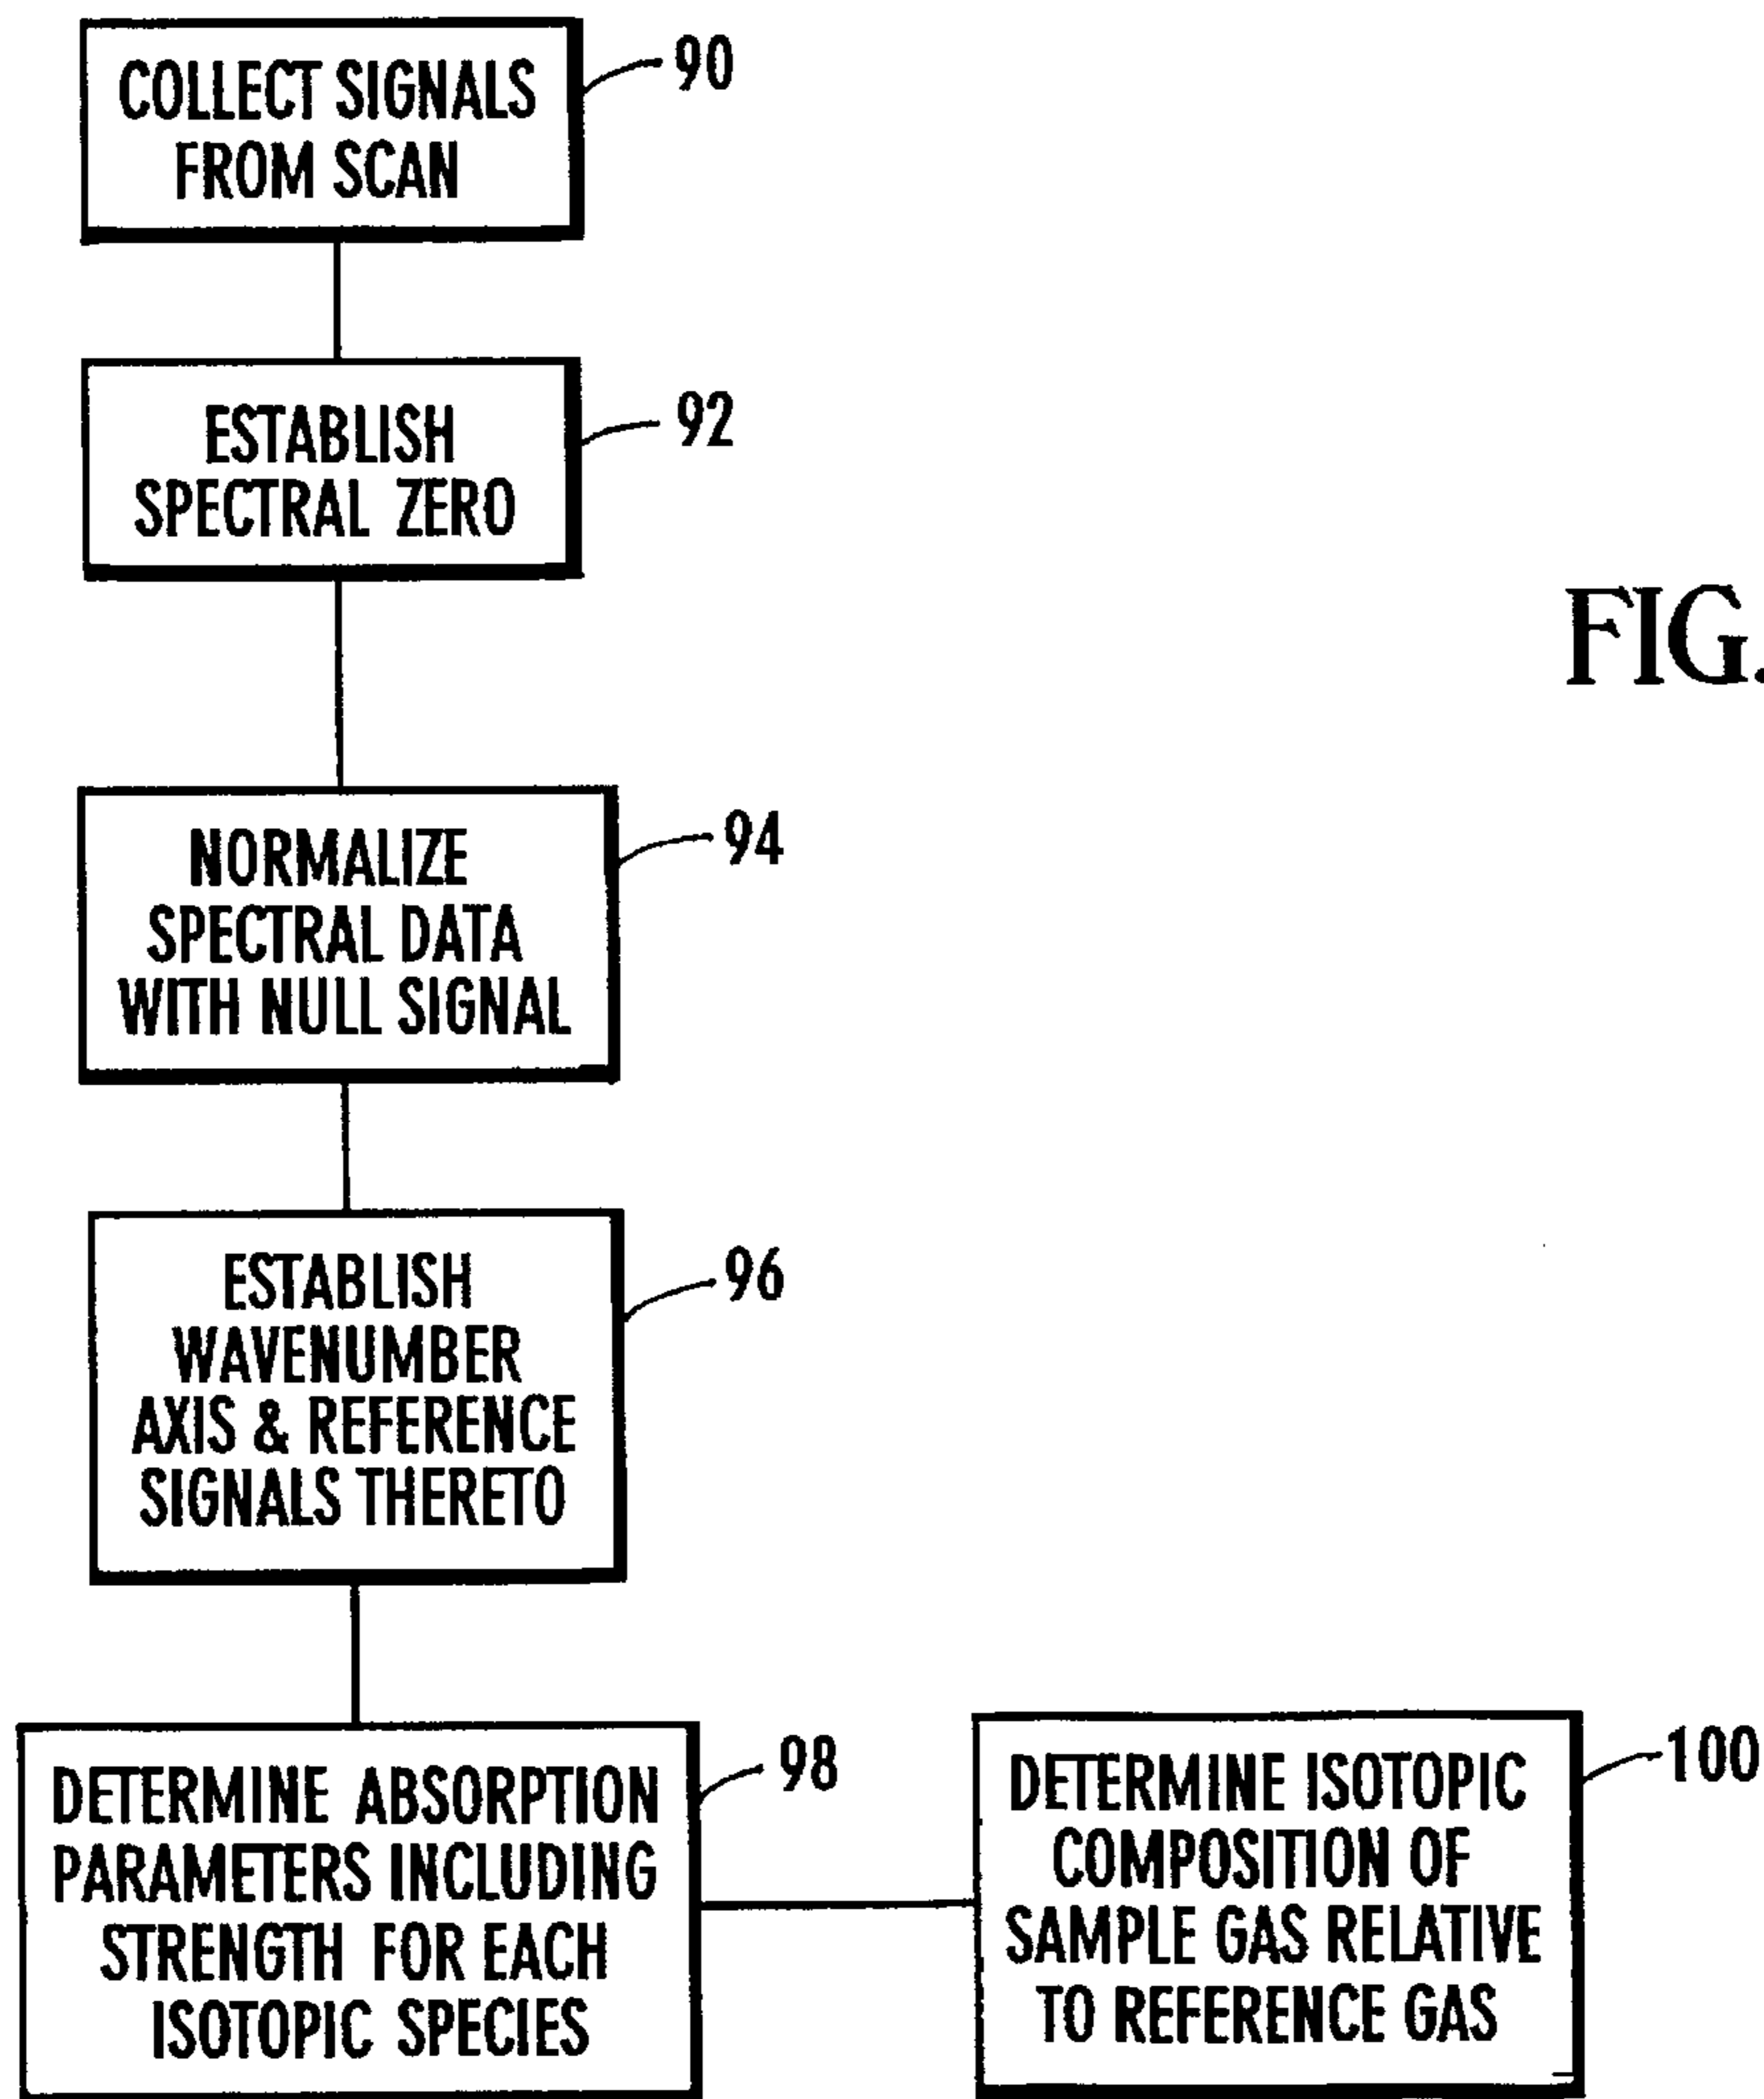 COLLECT SIGNALS
FROM SCAN
90
ESTABLISH
SPECTRAL ZERO
92
FIG.
NORMALIZE
SPECTRAL DATA
WITH NULL SIGNAL
94
ESTABLISH
WAVENUMBER
AXIS & REFERENCE
SIGNALS THERETO
96
DETERMINE ABSORPTION
PARAMETERS INCLUDING
STRENGTH FOR EACH
ISOTOPIC SPECIES
98
DETERMINE ISOTOPIC
COMPOSITION OF
SAMPLE GAS RELATIVE
TO REFERENCE GAS
100